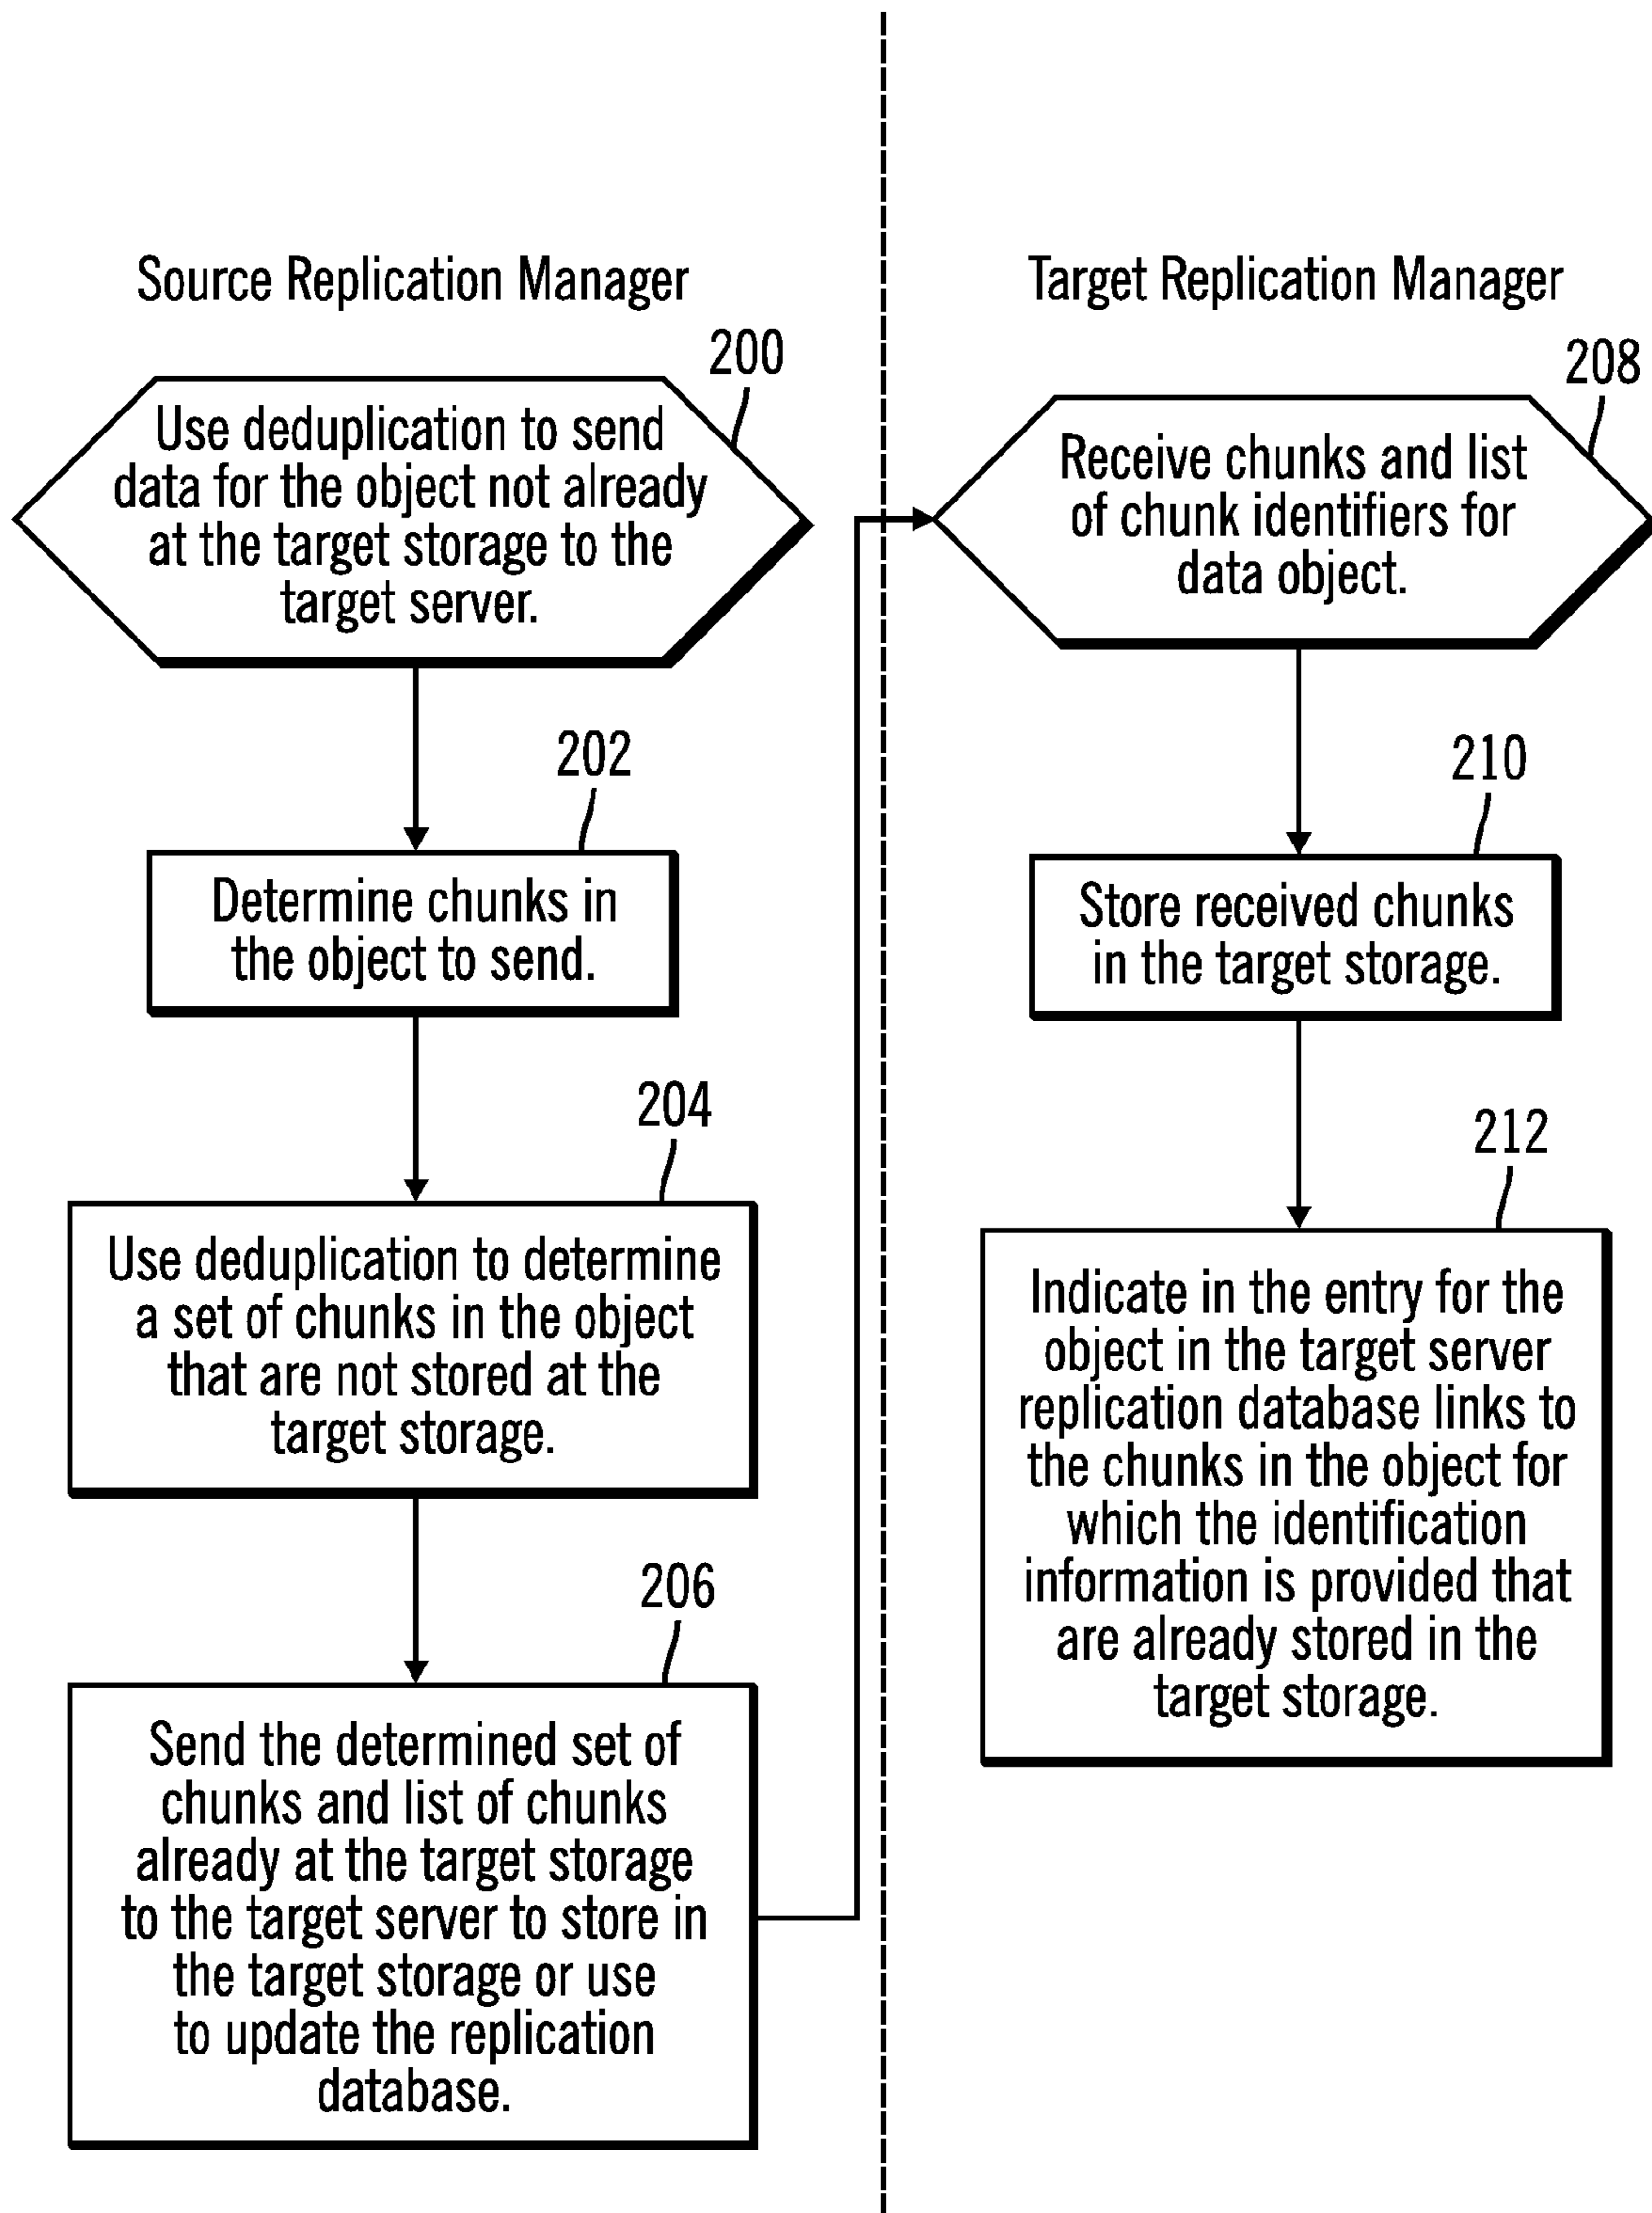 Source Replication Manager
200
Use deduplication to send
data for the object not already
at the target storage to the
target server.
202
Determine chunks in
the object to send.
204
Use deduplication to determine
a set of chunks in the object
that are not stored at the
target storage.
206
Send the determined set of
chunks and list of chunks
already at the target storage
to the target server to store in
the target storage or use
to update the replication
database.
Target Replication Manager
208
Receive chunks and list
of chunk identifiers for
data object.
210
Store received chunks
in the target storage.
212
Indicate in the entry for the
object in the target server
replication database links to
the chunks in the object for
which the identification
information is provided that
are already stored in the
target storage.